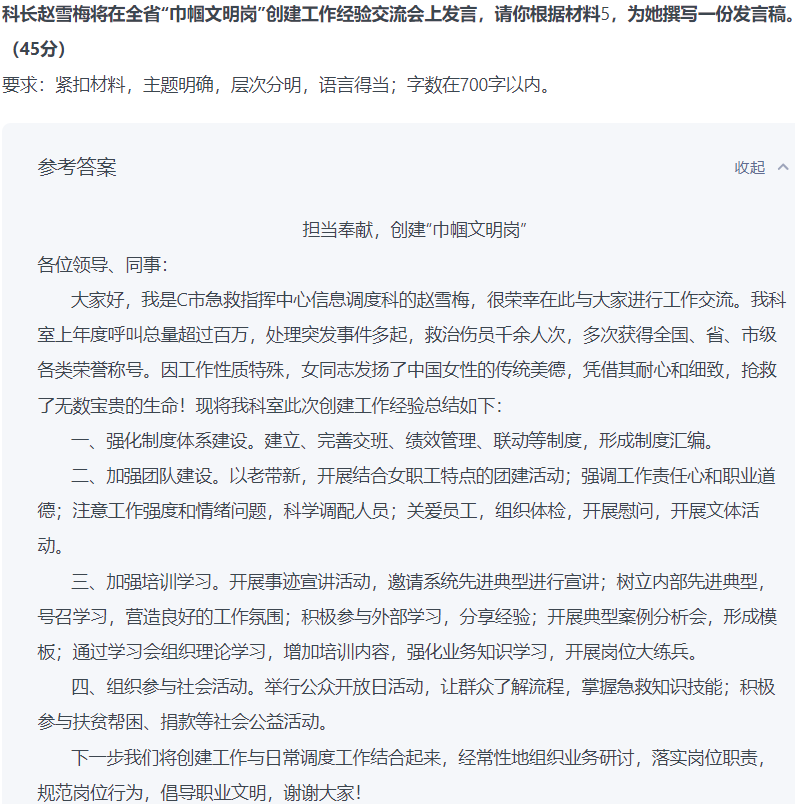 科长赵雪梅将在全省“巾帼文明岗”创建工作经验交流会上发言，请你根据材料5，为她撰写一份发言稿。
（45分）
要求：紧扣材料，主题明确，层次分明，语言得当；字数在700字以内。
参考答案
收起
担当奉献，创建“巾帼文明岗”
各位领导、同事：
大家好，我是C市急救指挥中心信息调度科的赵雪梅，很荣幸在此与大家进行工作交流。我科
室上年度呼叫总量超过百万，处理突发事件多起，救治伤员千余人次，多次获得全国、省、市级
各类荣誉称号。因工作性质特殊，女同志发扬了中国女性的传统美德，凭借其耐心和细致，抢救
了无数宝贵的生命！现将我科室此次创建工作经验总结如下：
一、强化制度体系建设。建立、完善交班、绩效管理、联动等制度，形成制度汇编。
二、加强团队建设。以老带新，开展结合女职工特点的团建活动；强调工作责任心和职业道
德；注意工作强度和情绪问题，科学调配人员；关爱员工，组织体检，开展慰问，开展文体活
动。
三、加强培训学习。开展事迹宣讲活动，邀请系统先进典型进行宣讲；树立内部先进典型，
号召学习，营造良好的工作氛围；积极参与外部学习，分享经验；开展典型案例分析会，形成模
板；通过学习会组织理论学习，增加培训内容，强化业务知识学习，开展岗位大练兵。
四、组织参与社会活动。举行公众开放日活动，让群众了解流程，掌握急救知识技能；积极
参与扶贫帮困、捐款等社会公益活动。
下一步我们将创建工作与日常调度工作结合起来，经常性地组织业务研讨，落实岗位职责，
规范岗位行为，倡导职业文明，谢谢大家！